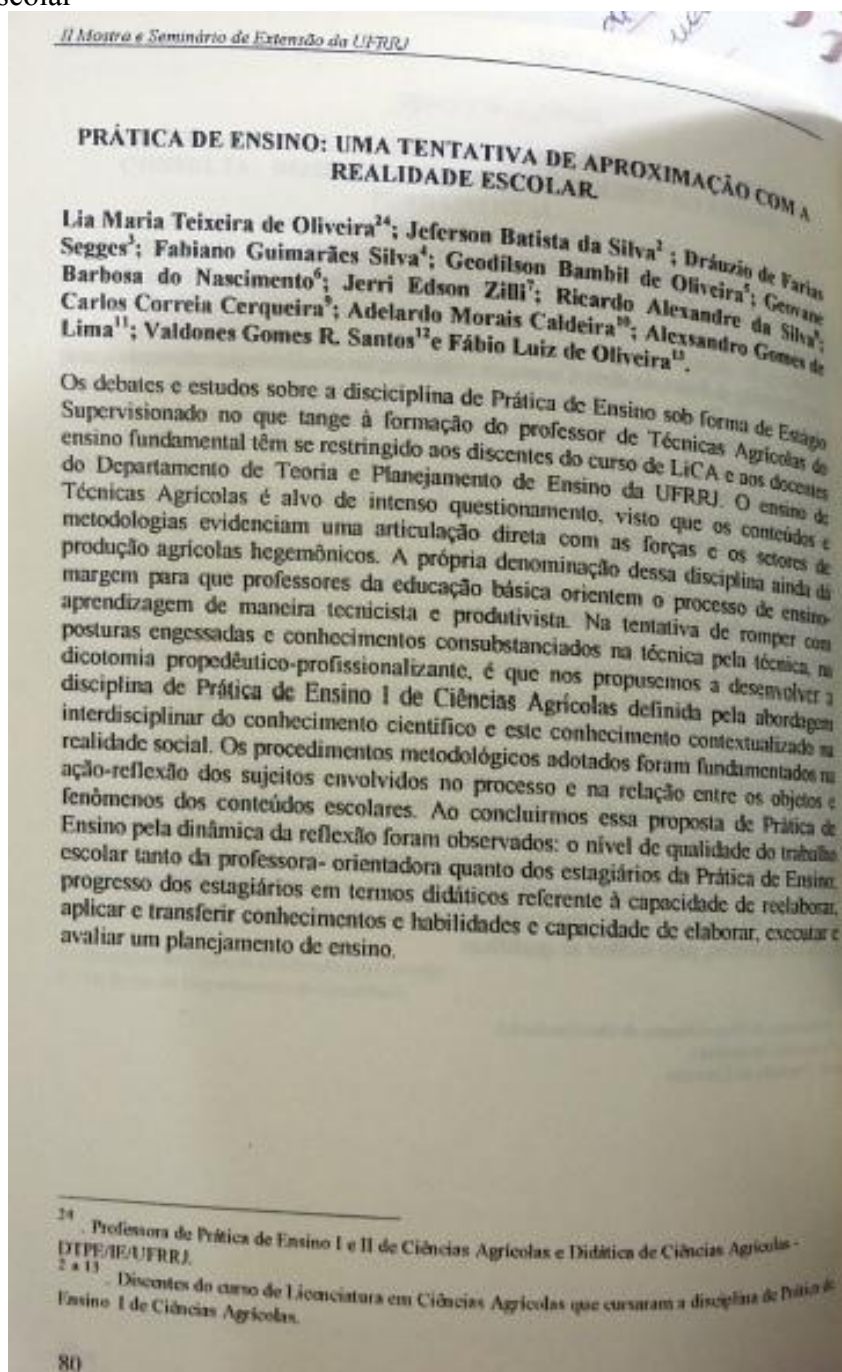 scolar
II Mostra e Seminário de Extensão da UFRRJ
PRÁTICA DE ENSINO: UMA TENTATIVA DE APROXIMAÇÃO COM A
REALIDADE ESCOLAR.
Lia Maria Teixeira de Oliveira24; Jeferson Batista da Silva2 ; Dráuzio de Farias
Segges3; Fabiano Guimarães Silva4; Geodilson Bambil de Oliveira5; Geovane
Barbosa do Nascimento6; Jerri Edson Zilli7; Ricardo Alexandre da Silva8;
Carlos Correia Cerqueira9; Adelardo Morais Caldeira10; Alexsandro Gomes de
Lima11; Valdones Gomes R. Santos12e Fábio Luiz de Oliveira13.
Os debates e estudos sobre a disciciplina de Prática de Ensino sob forma de Estágio
Supervisionado no que tange à formação do professor de Técnicas Agrícolas do
ensino fundamental têm se restringido aos discentes do curso de LiCA e aos docentes
do Departamento de Teoria e Planejamento de Ensino da UFRRJ. O ensino de
Técnicas Agrícolas é alvo de intenso questionamento, visto que os conteúdos e
metodologias evidenciam uma articulação direta com as forças e os setores de
produção agrícolas hegemônicos. A própria denominação dessa disciplina ainda dá
margem para que professores da educação básica orientem o processo de ensino-
aprendizagem de maneira tecnicista e produtivista. Na tentativa de romper com
posturas engessadas e conhecimentos consubstanciados na técnica pela técnica, na
dicotomia propedêutico-profissionalizante, é que nos propusemos a desenvolver a
disciplina de Prática de Ensino I de Ciências Agrícolas definida pela abordagem
interdisciplinar do conhecimento científico e este conhecimento contextualizado na
realidade social. Os procedimentos metodológicos adotados foram fundamentados na
ação-reflexão dos sujeitos envolvidos no processo e na relação entre os objetos e
fenômenos dos conteúdos escolares. Ao concluirmos essa proposta de Prática de
Ensino pela dinâmica da reflexão foram observados: o nível de qualidade do trabalho
escolar tanto da professora- orientadora quanto dos estagiários da Prática de Ensino;
progresso dos estagiários em termos didáticos referente à capacidade de reelaborar,
aplicar e transferir conhecimentos e habilidades e capacidade de elaborar, executar e
avaliar um planejamento de ensino.
24 . Professora de Prática de Ensino I e II de Ciências Agrícolas e Didática de Ciências Agrícolas -
DTPE/IE/UFRRJ.
2 a 13 . Discentes do curso de Licenciatura em Ciências Agrícolas que cursaram a disciplina de Prática de
Ensino I de Ciências Agrícolas.
80